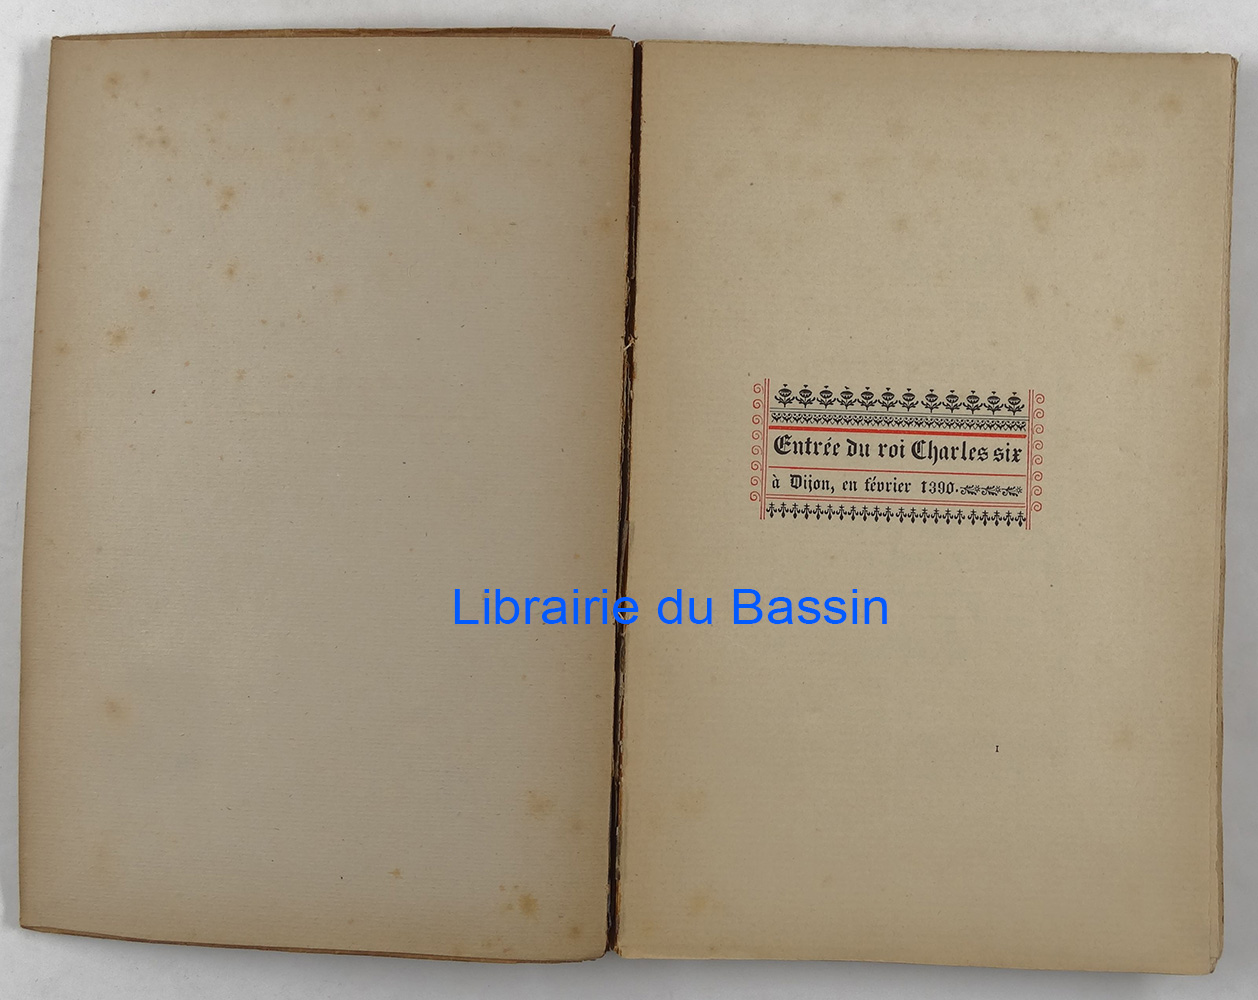 Entrée du roi Charles six
à Dijon, en février 1390.
Librairie du Bassin
I